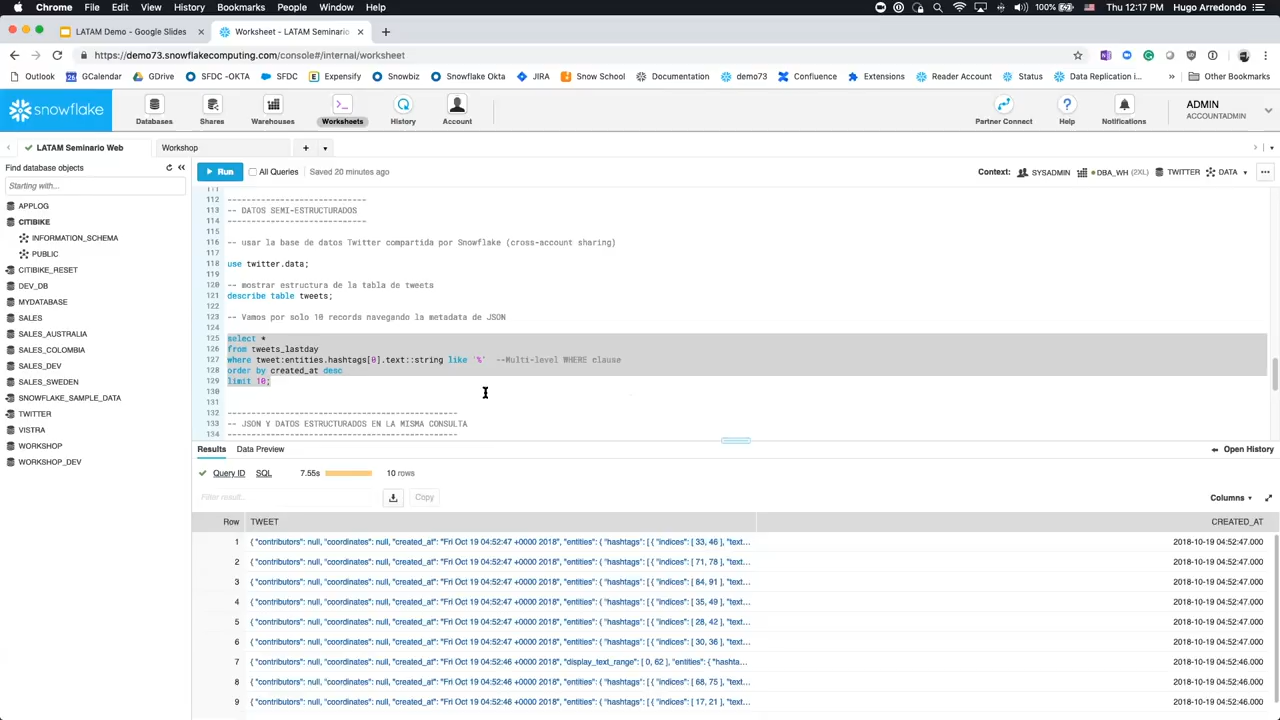 Chrome File Edit View History Bookmarks People Window Help 100% Thu 12:17 PM Hugo Arredondo
LATAM Demo - Google Slides × Worksheet - LATAM Seminario × +
https://demo73.snowflakecomputing.com/console#/internal/worksheet
Outlook GCalendar GDrive SFDC -OKTA SFDC Expensify Snowbiz Snowflake Okta JIRA Snow School Documentation demo73 Confluence Extensions Reader Account Status Data Replication i... » Other Bookmarks
snowflake Databases Shares Warehouses Worksheets History Account Partner Connect Help Notifications ADMIN
ACCOUNTADMIN
LATAM Seminario Web Workshop +
Find database objects
Starting with...
APPLOG
CITIBIKE
INFORMATION_SCHEMA
PUBLIC
CITIBIKE_RESET
DEV_DB
MYDATABASE
SALES
SALES_AUSTRALIA
SALES_COLOMBIA
SALES_DEV
SALES_SWEDEN
SNOWFLAKE_SAMPLE_DATA
TWITTER
VISTRA
WORKSHOP
WORKSHOP_DEV
Run All Queries Saved 20 minutes ago Context: SYSADMIN DBA_WH (2XL) TWITTER DATA
111
112 ----------------------------
113 -- DATOS SEMI-ESTRUCTURADOS
114 ----------------------------
115
116 -- usar la base de datos Twitter compartida por Snowflake (cross-account sharing)
117
118 use twitter.data;
119
120 -- mostrar estructura de la tabla de tweets
121 describe table tweets;
122
123 -- Vamos por solo 10 records navegando la metadata de JSON
124
125 select *
126 from tweets_lastday
127 where tweet:entities.hashtags[0].text::string like '%' --Multi-level WHERE clause
128 order by created_at desc
129 limit 10;
130
131
132 ----------------------------------------------
133 -- JSON Y DATOS ESTRUCTURADOS EN LA MISMA CONSULTA
134 ----------------------------------------------
Results Data Preview Open History
Query ID SQL 7.55s 10 rows
Filter result... Copy Columns
Row TWEET CREATED_AT
1 { "contributors": null, "coordinates": null, "created_at": "Fri Oct 19 04:52:47 +0000 2018", "entities": { "hashtags": [ { "indices": [ 33, 46 ], "text... 2018-10-19 04:52:47.000
2 { "contributors": null, "coordinates": null, "created_at": "Fri Oct 19 04:52:47 +0000 2018", "entities": { "hashtags": [ { "indices": [ 71, 78 ], "text... 2018-10-19 04:52:47.000
3 { "contributors": null, "coordinates": null, "created_at": "Fri Oct 19 04:52:47 +0000 2018", "entities": { "hashtags": [ { "indices": [ 84, 91 ], "text... 2018-10-19 04:52:47.000
4 { "contributors": null, "coordinates": null, "created_at": "Fri Oct 19 04:52:47 +0000 2018", "entities": { "hashtags": [ { "indices": [ 35, 49 ], "text... 2018-10-19 04:52:47.000
5 { "contributors": null, "coordinates": null, "created_at": "Fri Oct 19 04:52:47 +0000 2018", "entities": { "hashtags": [ { "indices": [ 28, 42 ], "text... 2018-10-19 04:52:47.000
6 { "contributors": null, "coordinates": null, "created_at": "Fri Oct 19 04:52:47 +0000 2018", "entities": { "hashtags": [ { "indices": [ 30, 36 ], "text... 2018-10-19 04:52:47.000
7 { "contributors": null, "coordinates": null, "created_at": "Fri Oct 19 04:52:46 +0000 2018", "display_text_range": [ 0, 62 ], "entities": { "hashta... 2018-10-19 04:52:46.000
8 { "contributors": null, "coordinates": null, "created_at": "Fri Oct 19 04:52:46 +0000 2018", "entities": { "hashtags": [ { "indices": [ 68, 75 ], "text... 2018-10-19 04:52:46.000
9 { "contributors": null, "coordinates": null, "created_at": "Fri Oct 19 04:52:46 +0000 2018", "entities": { "hashtags": [ { "indices": [ 17, 21 ], "text... 2018-10-19 04:52:46.000